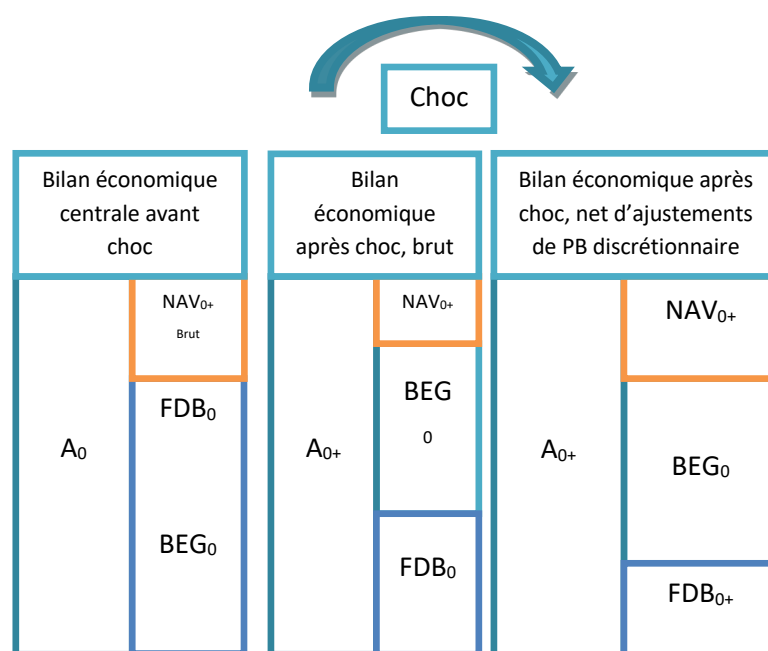 Choc
Bilan économique
centrale avant
choc
Bilan
économique
après choc, brut
Bilan économique après
choc, net d'ajustements
de PB discrétionnaire
A₀
NAV₀₊
Brut
FDB₀
BEG₀
A₀₊
NAV₀₊
BEG
0
FDB₀
A₀₊
NAV₀₊
BEG₀
FDB₀₊